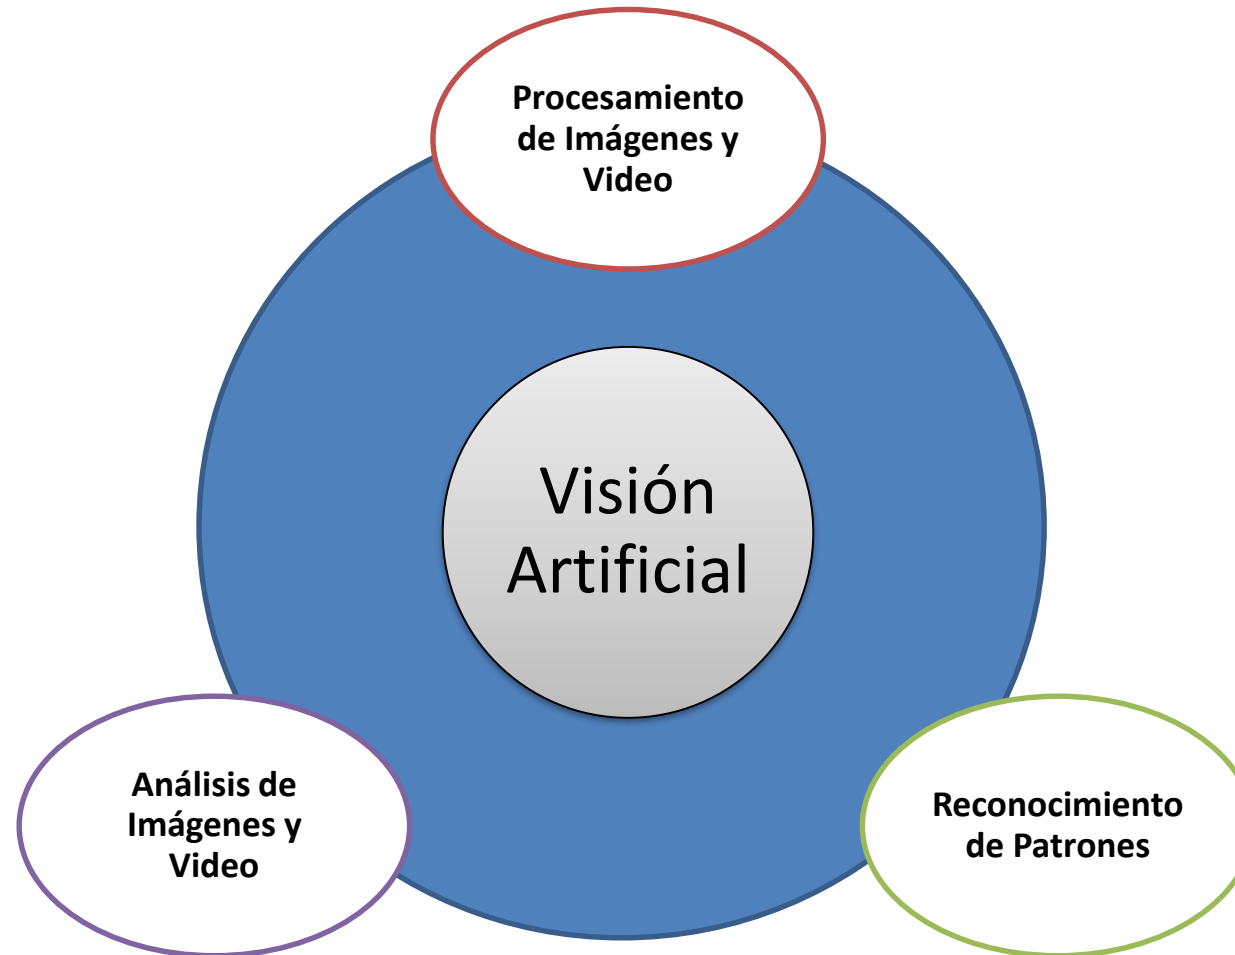 Procesamiento
de Imágenes y
Video
Visión
Artificial
Análisis de
Imágenes y
Video
Reconocimiento
de Patrones